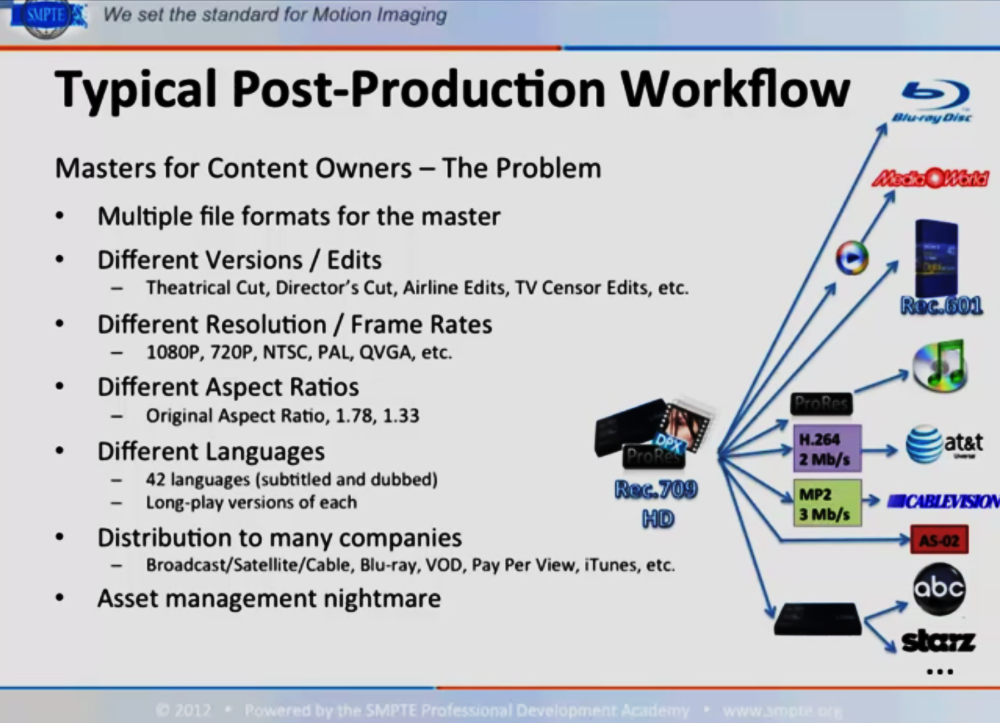 SMPTE We set the standard for Motion Imaging
Typical Post-Production Workflow
Masters for Content Owners – The Problem
• Multiple file formats for the master
• Different Versions / Edits
– Theatrical Cut, Director's Cut, Airline Edits, TV Censor Edits, etc.
• Different Resolution / Frame Rates
– 1080P, 720P, NTSC, PAL, QVGA, etc.
• Different Aspect Ratios
– Original Aspect Ratio, 1.78, 1.33
• Different Languages
– 42 languages (subtitled and dubbed)
– Long-play versions of each
• Distribution to many companies
– Broadcast/Satellite/Cable, Blu-ray, VOD, Pay Per View, iTunes, etc.
• Asset management nightmare
DPX
ProRes
Rec.709
HD
Blu-ray Disc
Media World
Rec.601
ProRes
H.264
2 Mb/s
at&t
MP2
3 Mb/s
CABLEVISION
AS-02
abc
starz
...
© 2012 • Powered by the SMPTE Professional Development Academy • www.smpte.org